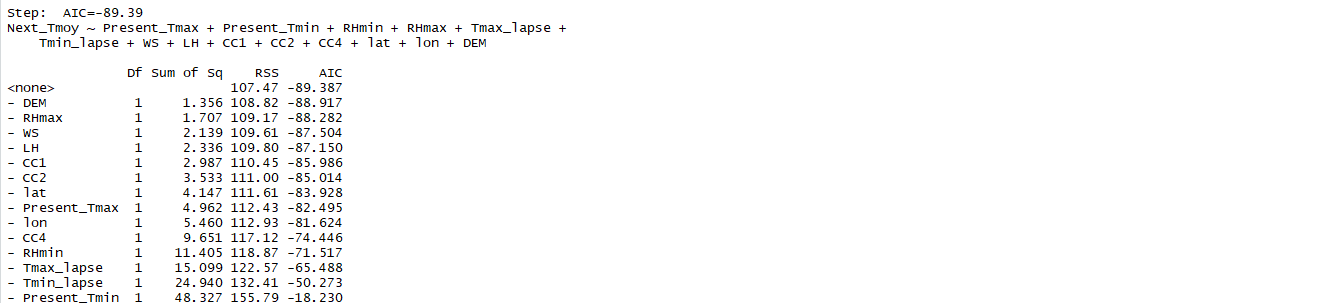 Step:  AIC=-89.39
Next_Tmoy ~ Present_Tmax + Present_Tmin + RHmin + RHmax + Tmax_lapse +
    Tmin_lapse + WS + LH + CC1 + CC2 + CC4 + lat + lon + DEM

               Df Sum of Sq    RSS     AIC
<none>                      107.47 -89.387
- DEM           1     1.356 108.82 -88.917
- RHmax         1     1.707 109.17 -88.282
- WS            1     2.139 109.61 -87.504
- LH            1     2.336 109.80 -87.150
- CC1           1     2.987 110.45 -85.986
- CC2           1     3.533 111.00 -85.014
- lat           1     4.147 111.61 -83.928
- Present_Tmax  1     4.962 112.43 -82.495
- lon           1     5.460 112.93 -81.624
- CC4           1     9.651 117.12 -74.446
- RHmin         1    11.405 118.87 -71.517
- Tmax_lapse    1    15.099 122.57 -65.488
- Tmin_lapse    1    24.940 132.41 -50.273
- Present_Tmin  1    48.327 155.79 -18.230